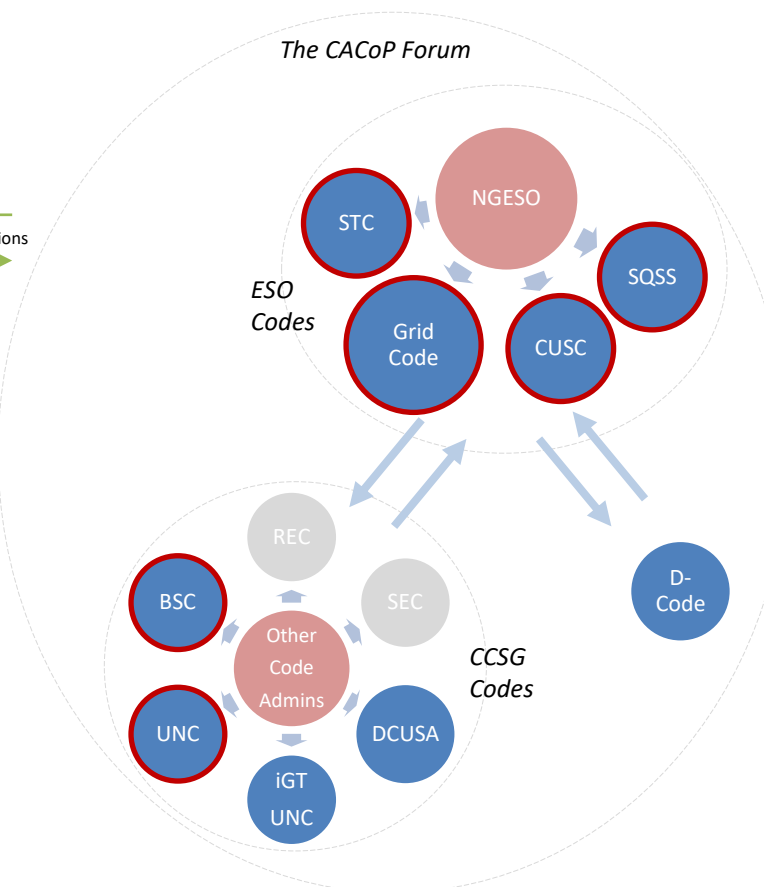 The CACoP Forum
NGESO
STC
ions
SQSS
ESO
Codes
Grid
Code
CUSC
REC
D-
Code
BSC
SEC
Other
Code
Admins
CCSG
Codes
UNC
DCUSA
iGT
UNC